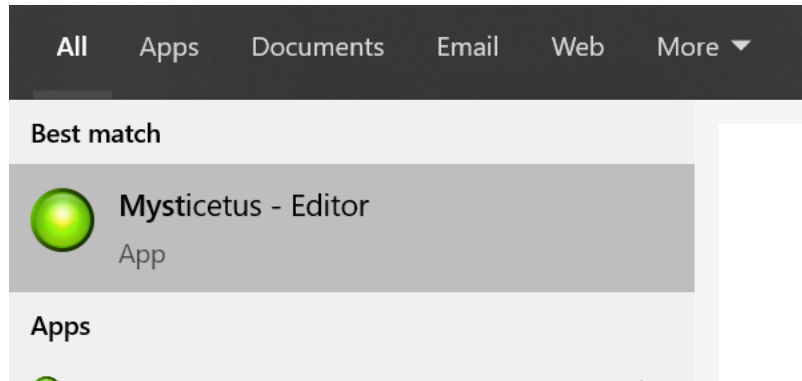 All Apps Documents Email Web More
Best match
Mysticetus - Editor
App
Apps